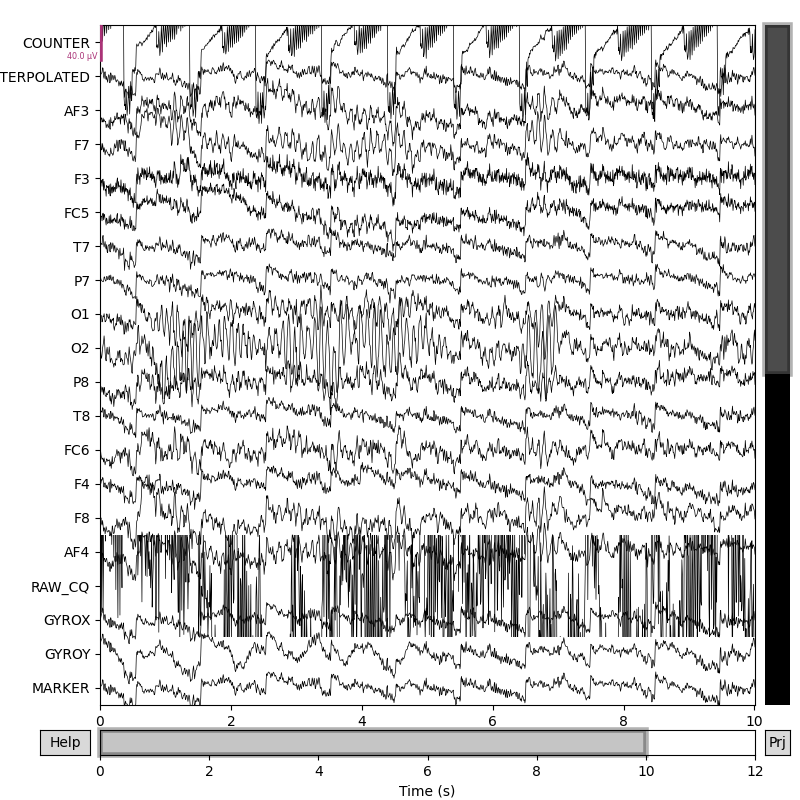 COUNTER
40.0 µV
TERPOLATED
AF3
F7
F3
FC5
T7
P7
O1
O2
P8
T8
FC6
F4
F8
AF4
RAW_CQ
GYROX
GYROY
MARKER
0 2 4 6 8 10
Help Prj
0 2 4 6 8 10 12
Time (s)